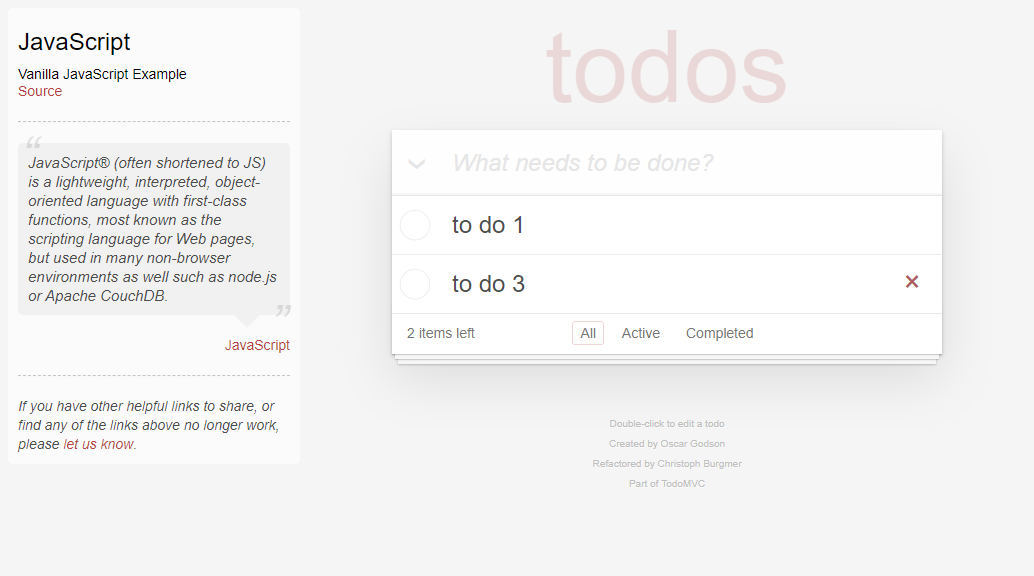 JavaScript
Vanilla JavaScript Example
Source
“
JavaScript® (often shortened to JS)
is a lightweight, interpreted, object-
oriented language with first-class
functions, most known as the
scripting language for Web pages,
but used in many non-browser
environments as well such as node.js
or Apache CouchDB.
”
JavaScript
If you have other helpful links to share, or
find any of the links above no longer work,
please let us know.
todos
What needs to be done?
to do 1
to do 3
2 items left
All
Active
Completed
Double-click to edit a todo
Created by Oscar Godson
Refactored by Christoph Burgmer
Part of TodoMVC